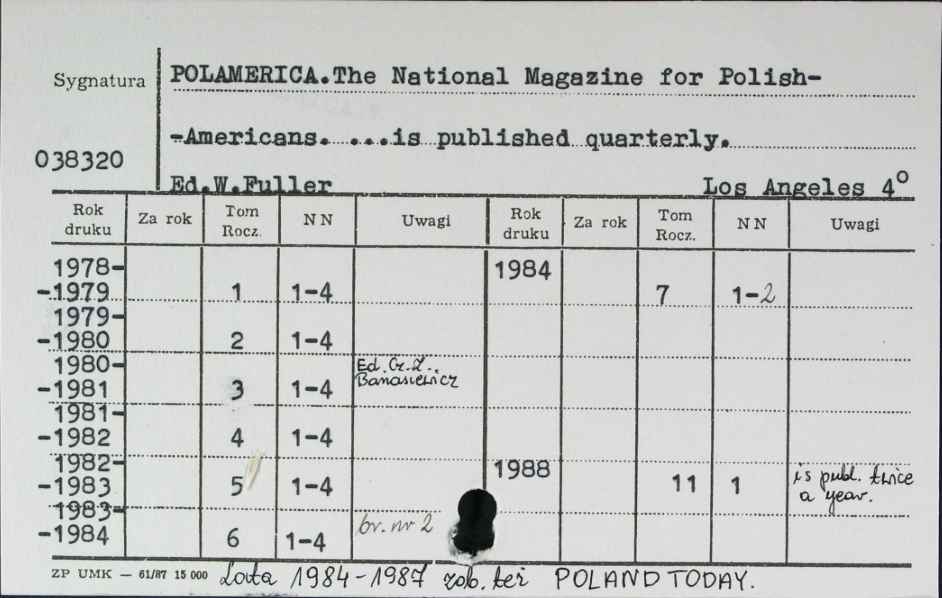 Sygnatura
POLAMERICA.The National Magazine for Polish-
-Americans. ...is published quarterly.
038320
Ed.W.Fuller Los Angeles 4°
Rok druku Za rok Tom Rocz. N N Uwagi Rok druku Za rok Tom Rocz. N N Uwagi
1978- 1984
-1979 1 1-4 7 1-2
1979-
-1980 2 1-4
1980- Ed. Gr. Z.
-1981 3 1-4 Banasiewicz
1981-
-1982 4 1-4
1982- 1988 is publ. twice
-1983 5 1-4 11 1 a year.
1983-
-1984 6 1-4 br. nr 2
ZP UMK — 61/87 15 000 Lata 1984-1987 zob. też POLAND TODAY.